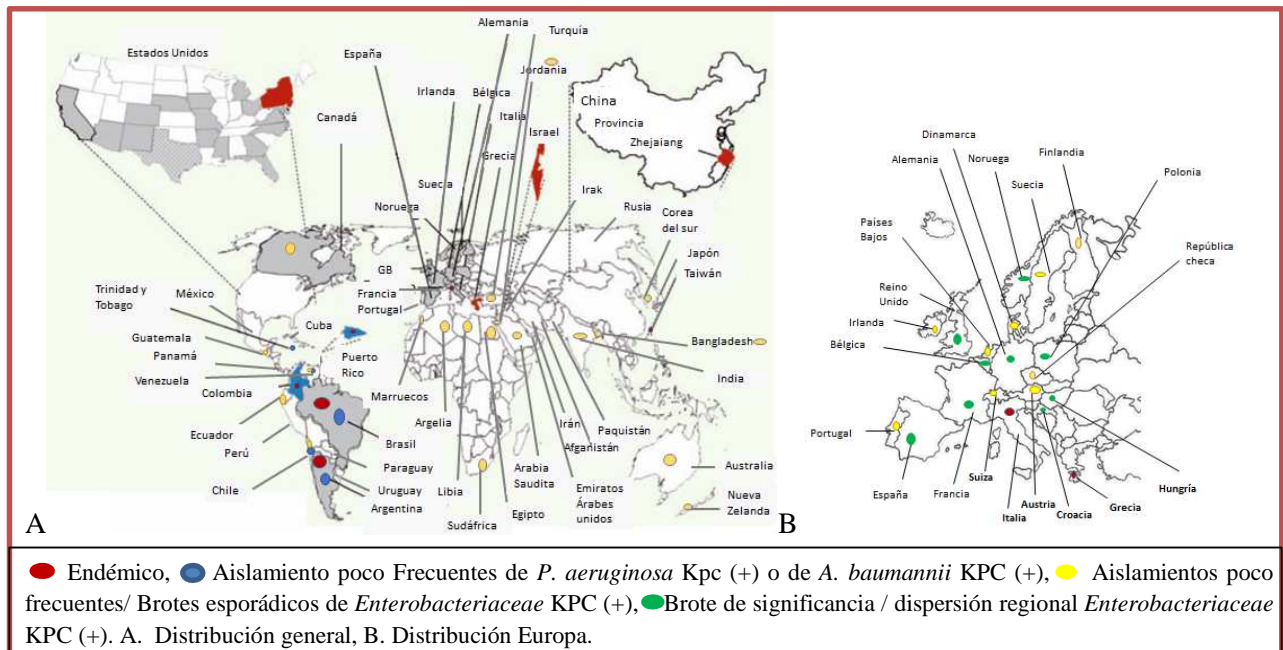 Estados Unidos
Canadá
España
Alemania
Turquía
Irlanda
Bélgica
Jordania
Italia
Israel
Grecia
China
Provincia
Zhejaiang
Suecia
Noruega
Irak
Rusia
Corea
del sur
Japón
Taiwán
GB
Francia
Portugal
Trinidad y
Tobago
México
Cuba
Guatemala
Panamá
Puerto
Rico
Venezuela
Colombia
Marruecos
Bangladesh
India
Ecuador
Perú
Brasil
Argelia
Irán
Paquistán
Afganistán
Chile
Paraguay
Uruguay
Argentina
Libia
Arabia
Saudita
Emiratos
Árabes
unidos
Australia
Nueva
Zelanda
Sudáfrica
Egipto
A
Dinamarca
Alemania
Noruega
Finlandia
Suecia
Polonia
Países
Bajos
República
checa
Reino
Unido
Irlanda
Bélgica
Portugal
España
Francia
Suiza
Italia
Austria
Croacia
Grecia
Hungría
B
Endémico, Aislamiento poco Frecuentes de P. aeruginosa Kpc (+) o de A. baumannii KPC (+), Aislamientos poco
frecuentes/ Brotes esporádicos de Enterobacteriaceae KPC (+), Brote de significancia / dispersión regional Enterobacteriaceae
KPC (+). A. Distribución general, B. Distribución Europa.